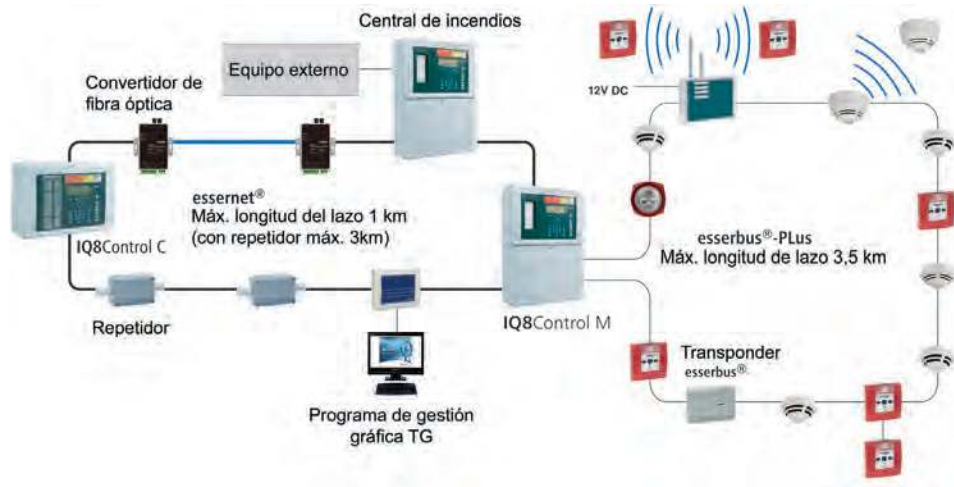 Central de incendios
Equipo externo
Convertidor de
fibra óptica
12V DC
essernet®
Máx. longitud del lazo 1 km
(con repetidor máx. 3km)
IQ8Control C
esserbus®-PLus
Máx. longitud de lazo 3,5 km
IQ8Control M
Repetidor
Transponder
esserbus®
Programa de gestión
gráfica TG